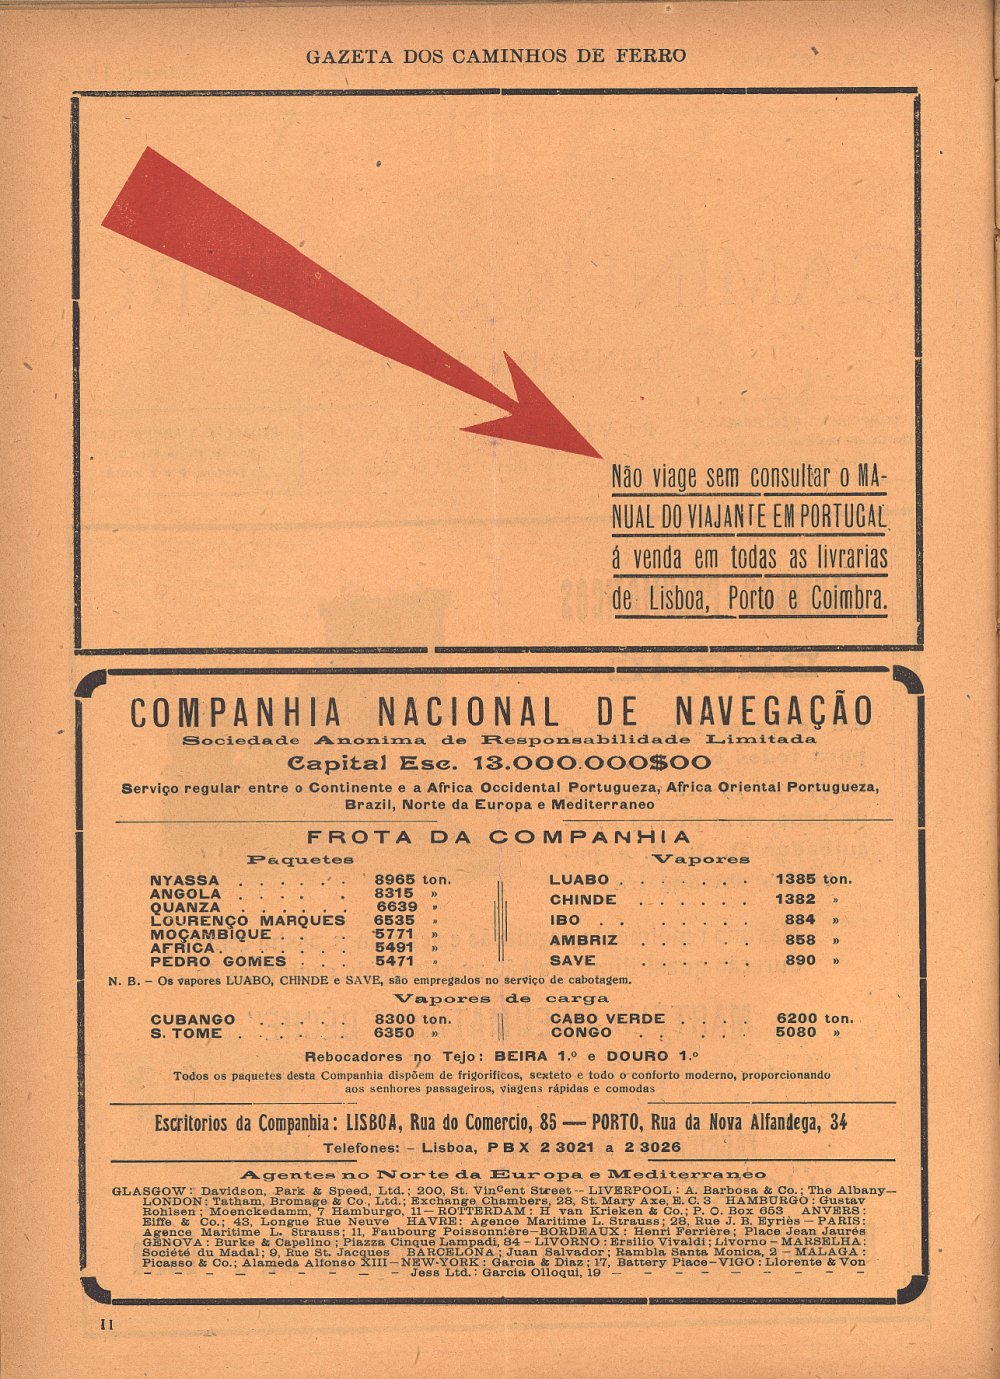 GAZETA DOS CAMINHOS DE FERRO
Não viage sem consultar o MA-
NUAL DO VIAJANTE EM PORTUGAL
á venda em todas as livrarias
de Lisboa, Porto e Coimbra.
COMPANHIA NACIONAL DE NAVEGAÇÃO
Sociedade Anonima de Responsabilidade Limitada
Capital Esc. 13.000.000$00
Serviço regular entre o Continente e a Africa Occidental Portugueza, Africa Oriental Portugueza,
Brazil, Norte da Europa e Mediterraneo
FROTA DA COMPANHIA
Paquetes
NYASSA . . . . . . 8965 ton.
ANGOLA . . . . . 8315 »
QUANZA . . . . . . 6639 »
LOURENÇO MARQUES 6535 »
MOÇAMBIQUE . . . . 5771 »
AFRICA. . . . . . . 5491 »
PEDRO GOMES . . . 5471 »
Vapores
LUABO . . . . . . . 1385 ton.
CHINDE . . . . . . 1382 »
IBO . . . . . . . 884 »
AMBRIZ . . . . . 858 »
SAVE . . . . . . 890 »
N. B. – Os vapores LUABO, CHINDE e SAVE, são empregados no serviço de cabotagem.
Vapores de carga
CUBANGO . . . . . 8300 ton.
S. TOME . . . . . 6350 »
CABO VERDE . . . . 6200 ton.
CONGO . . . . . 5080 »
Rebocadores no Tejo: BEIRA 1.º e DOURO 1.º
Todos os paquetes desta Companhia dispõem de frigorificos, sexteto e todo o conforto moderno, proporcionando
aos senhores passageiros, viagens rápidas e comodas
Escritorios da Companhia: LISBOA, Rua do Comercio, 85 — PORTO, Rua da Nova Alfandega, 34
Telefones: – Lisboa, PBX 2 3021 a 2 3026
Agentes no Norte da Europa e Mediterraneo
GLASGOW: Davidson, Park & Speed, Ltd.; 200, St. Vincent Street – LIVERPOOL: A. Barbosa & Co.; The Albany—
LONDON: Tatham, Bromage & Co., Ltd.; Exchange Chambers, 28, St. Mary Axe, E. C. 3 HAMBURGO: Gustav
Rohlsen; Moenckedamm, 7 Hamburgo, 11 – ROTTERDAM: H van Krieken & Co.; P. O. Box 653 ANVERS:
Eiffe & Co.; 43, Longue Rue Neuve HAVRE: Agence Maritime L. Strauss; 28, Rue J. B. Eyriès – PARIS:
Agence Maritime L. Strauss; 11, Faubourg Poissonnière – BORDEAUX: Henri Ferrière; Place Jean Jaurés
GENOVA: Burke & Capelino; Piazza Cinque Lampadi, 84 – LIVORNO: Ersilio Vivaldi; Livorno – MARSELHA:
Société du Madal; 9, Rue St. Jacques BARCELONA; Juan Salvador; Rambla Santa Monica, 2 – MALAGA:
Picasso & Co.; Alameda Alfonso XIII – NEW-YORK: Garcia & Diaz; 17, Battery Place – VIGO: Llorente & Von
Jess Ltd.: Garcia Olloqui, 19
II